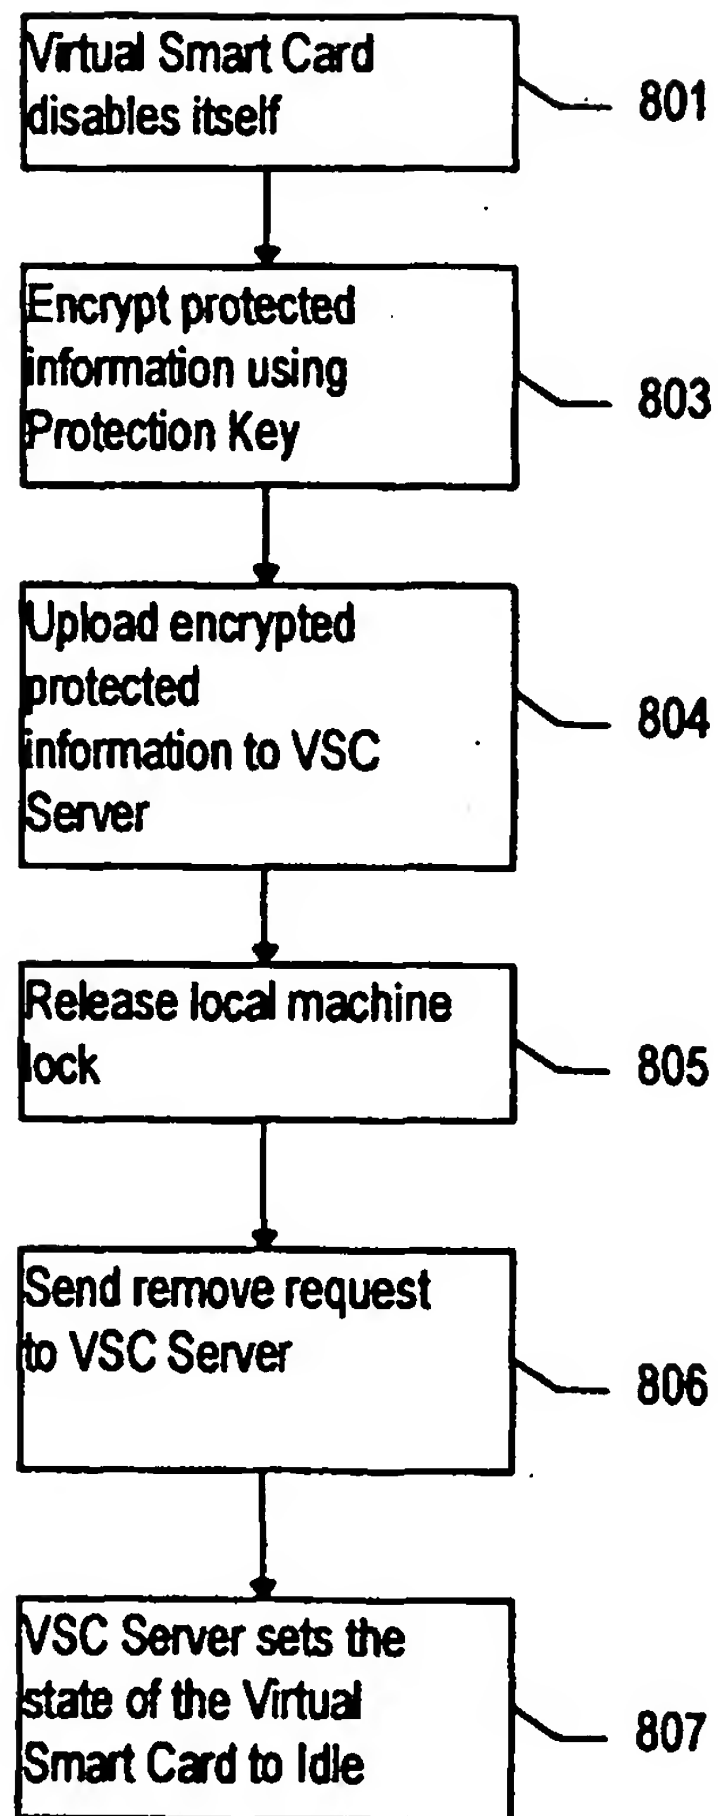 Virtual Smart Card
disables itself
801
Encrypt protected
information using
Protection Key
803
Upload encrypted
protected
information to VSC
Server
804
Release local machine
lock
805
Send remove request
to VSC Server
806
VSC Server sets the
state of the Virtual
Smart Card to Idle
807